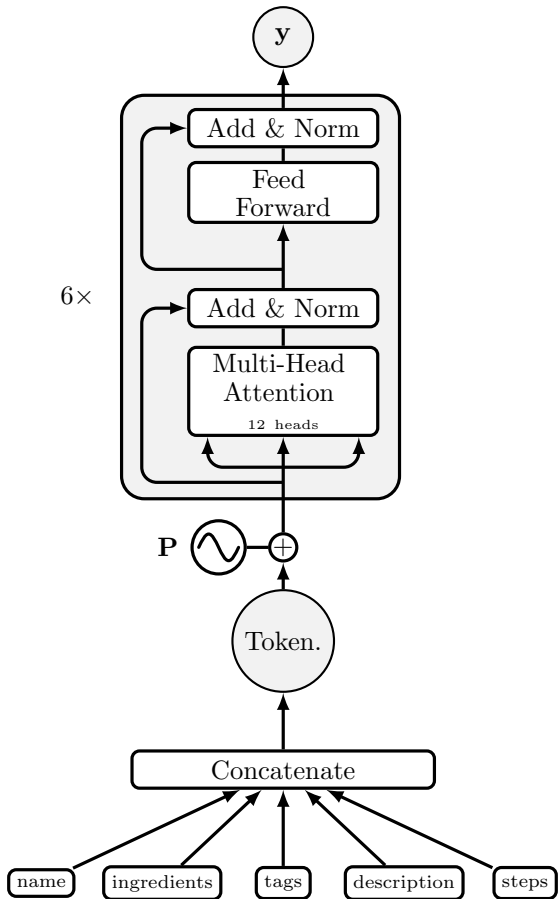 y
Add & Norm
Feed
Forward
6×
Add & Norm
Multi-Head
Attention
12 heads
P
+
Token.
Concatenate
name
ingredients
tags
description
steps